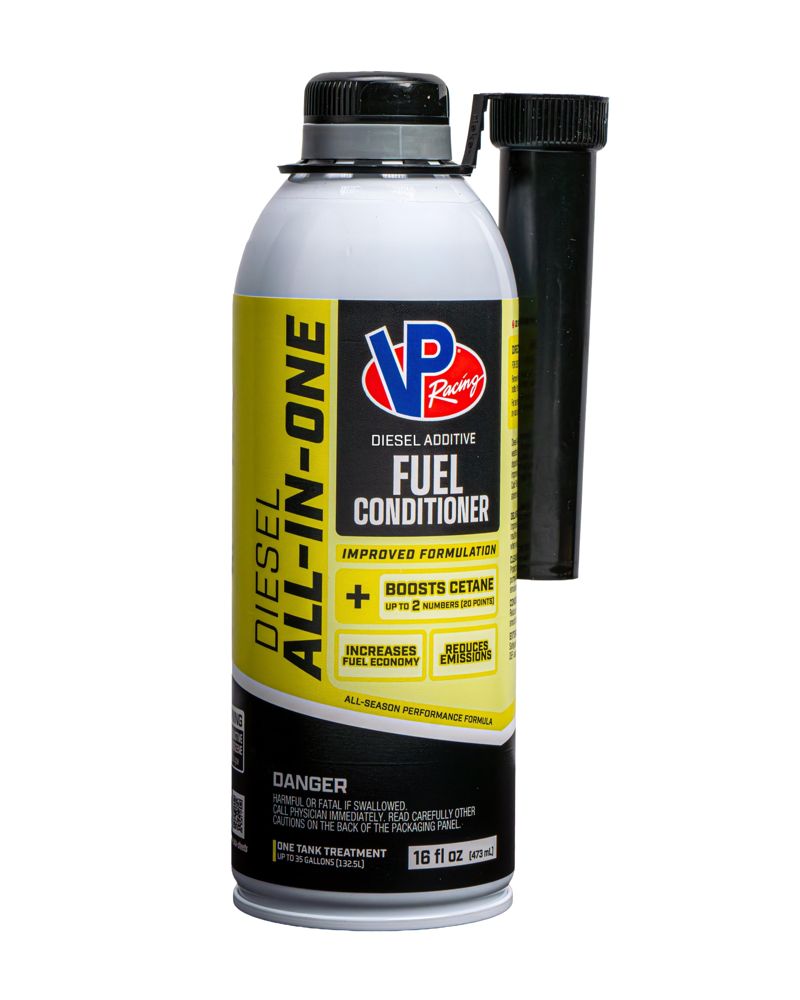 DIESEL
ALL-IN-ONE
VP
Racing
DIESEL ADDITIVE
FUEL
CONDITIONER
IMPROVED FORMULATION
+ BOOSTS CETANE
UP TO 2 NUMBERS (20 POINTS)
INCREASES
FUEL ECONOMY
REDUCES
EMISSIONS
ALL-SEASON PERFORMANCE FORMULA
DANGER
HARMFUL OR FATAL IF SWALLOWED.
CALL PHYSICIAN IMMEDIATELY. READ CAREFULLY OTHER
CAUTIONS ON THE BACK OF THE PACKAGING PANEL.
ONE TANK TREATMENT
UP TO 35 GALLONS (132.5L)
16 fl oz (473 mL)